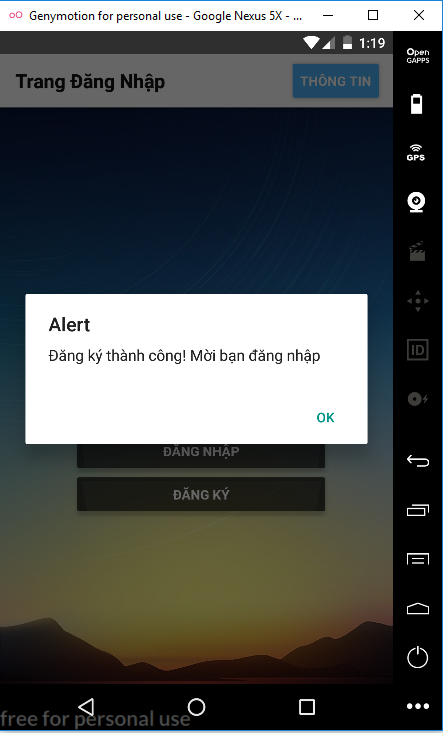 Genymotion for personal use - Google Nexus 5X - ...
1:19
Open
GAPPS
Trang Đăng Nhập
THÔNG TIN
GPS
Alert
Đăng ký thành công! Mời bạn đăng nhập
ID
OK
ĐĂNG NHẬP
ĐĂNG KÝ
free for personal use